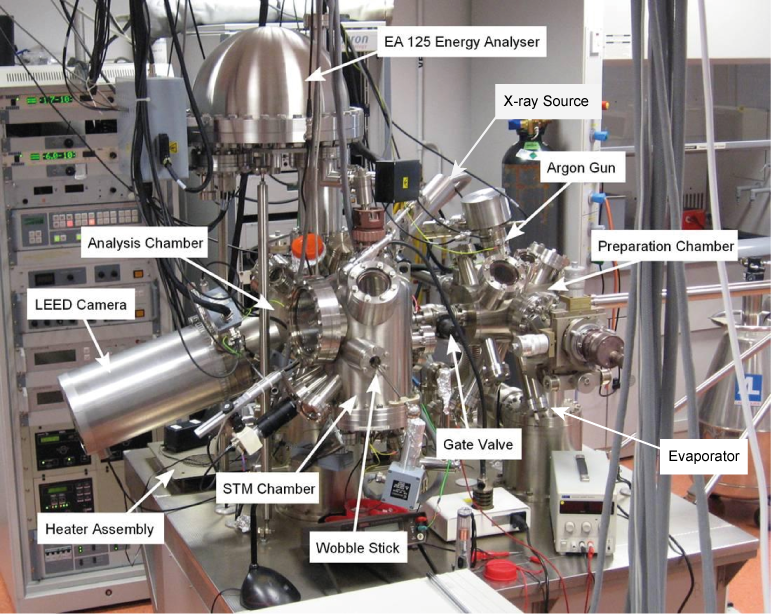 EA 125 Energy Analyser
X-ray Source
Argon Gun
Analysis Chamber
Preparation Chamber
LEED Camera
Gate Valve
Evaporator
STM Chamber
Heater Assembly
Wobble Stick